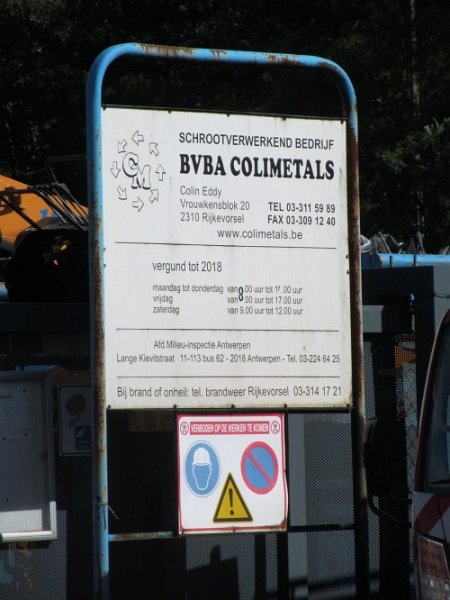 SCHROOTVERWERKEND BEDRIJF
CM
BVBA COLIMETALS
Colin Eddy
Vrouwkensblok 20 TEL 03-311 59 89
2310 Rijkevorsel FAX 03-309 12 40
www.colimetals.be
vergund tot 2018
maandag tot donderdag van 8.00 uur tot .00 uur
vrijdag van 8.00 uur tot 17.00 uur
zaterdag van 9.00 uur tot 12.00 uur
Afd.Milieu-inspectie Antwerpen
Lange Kievitstraat 11-113 bus 62 - 2018 Antwerpen - Tel. 03-224 64 25
Bij brand of onheil: tel. brandweer Rijkevorsel 03-314 17 21
VERBODEN OP DE WERKEN TE KOMEN